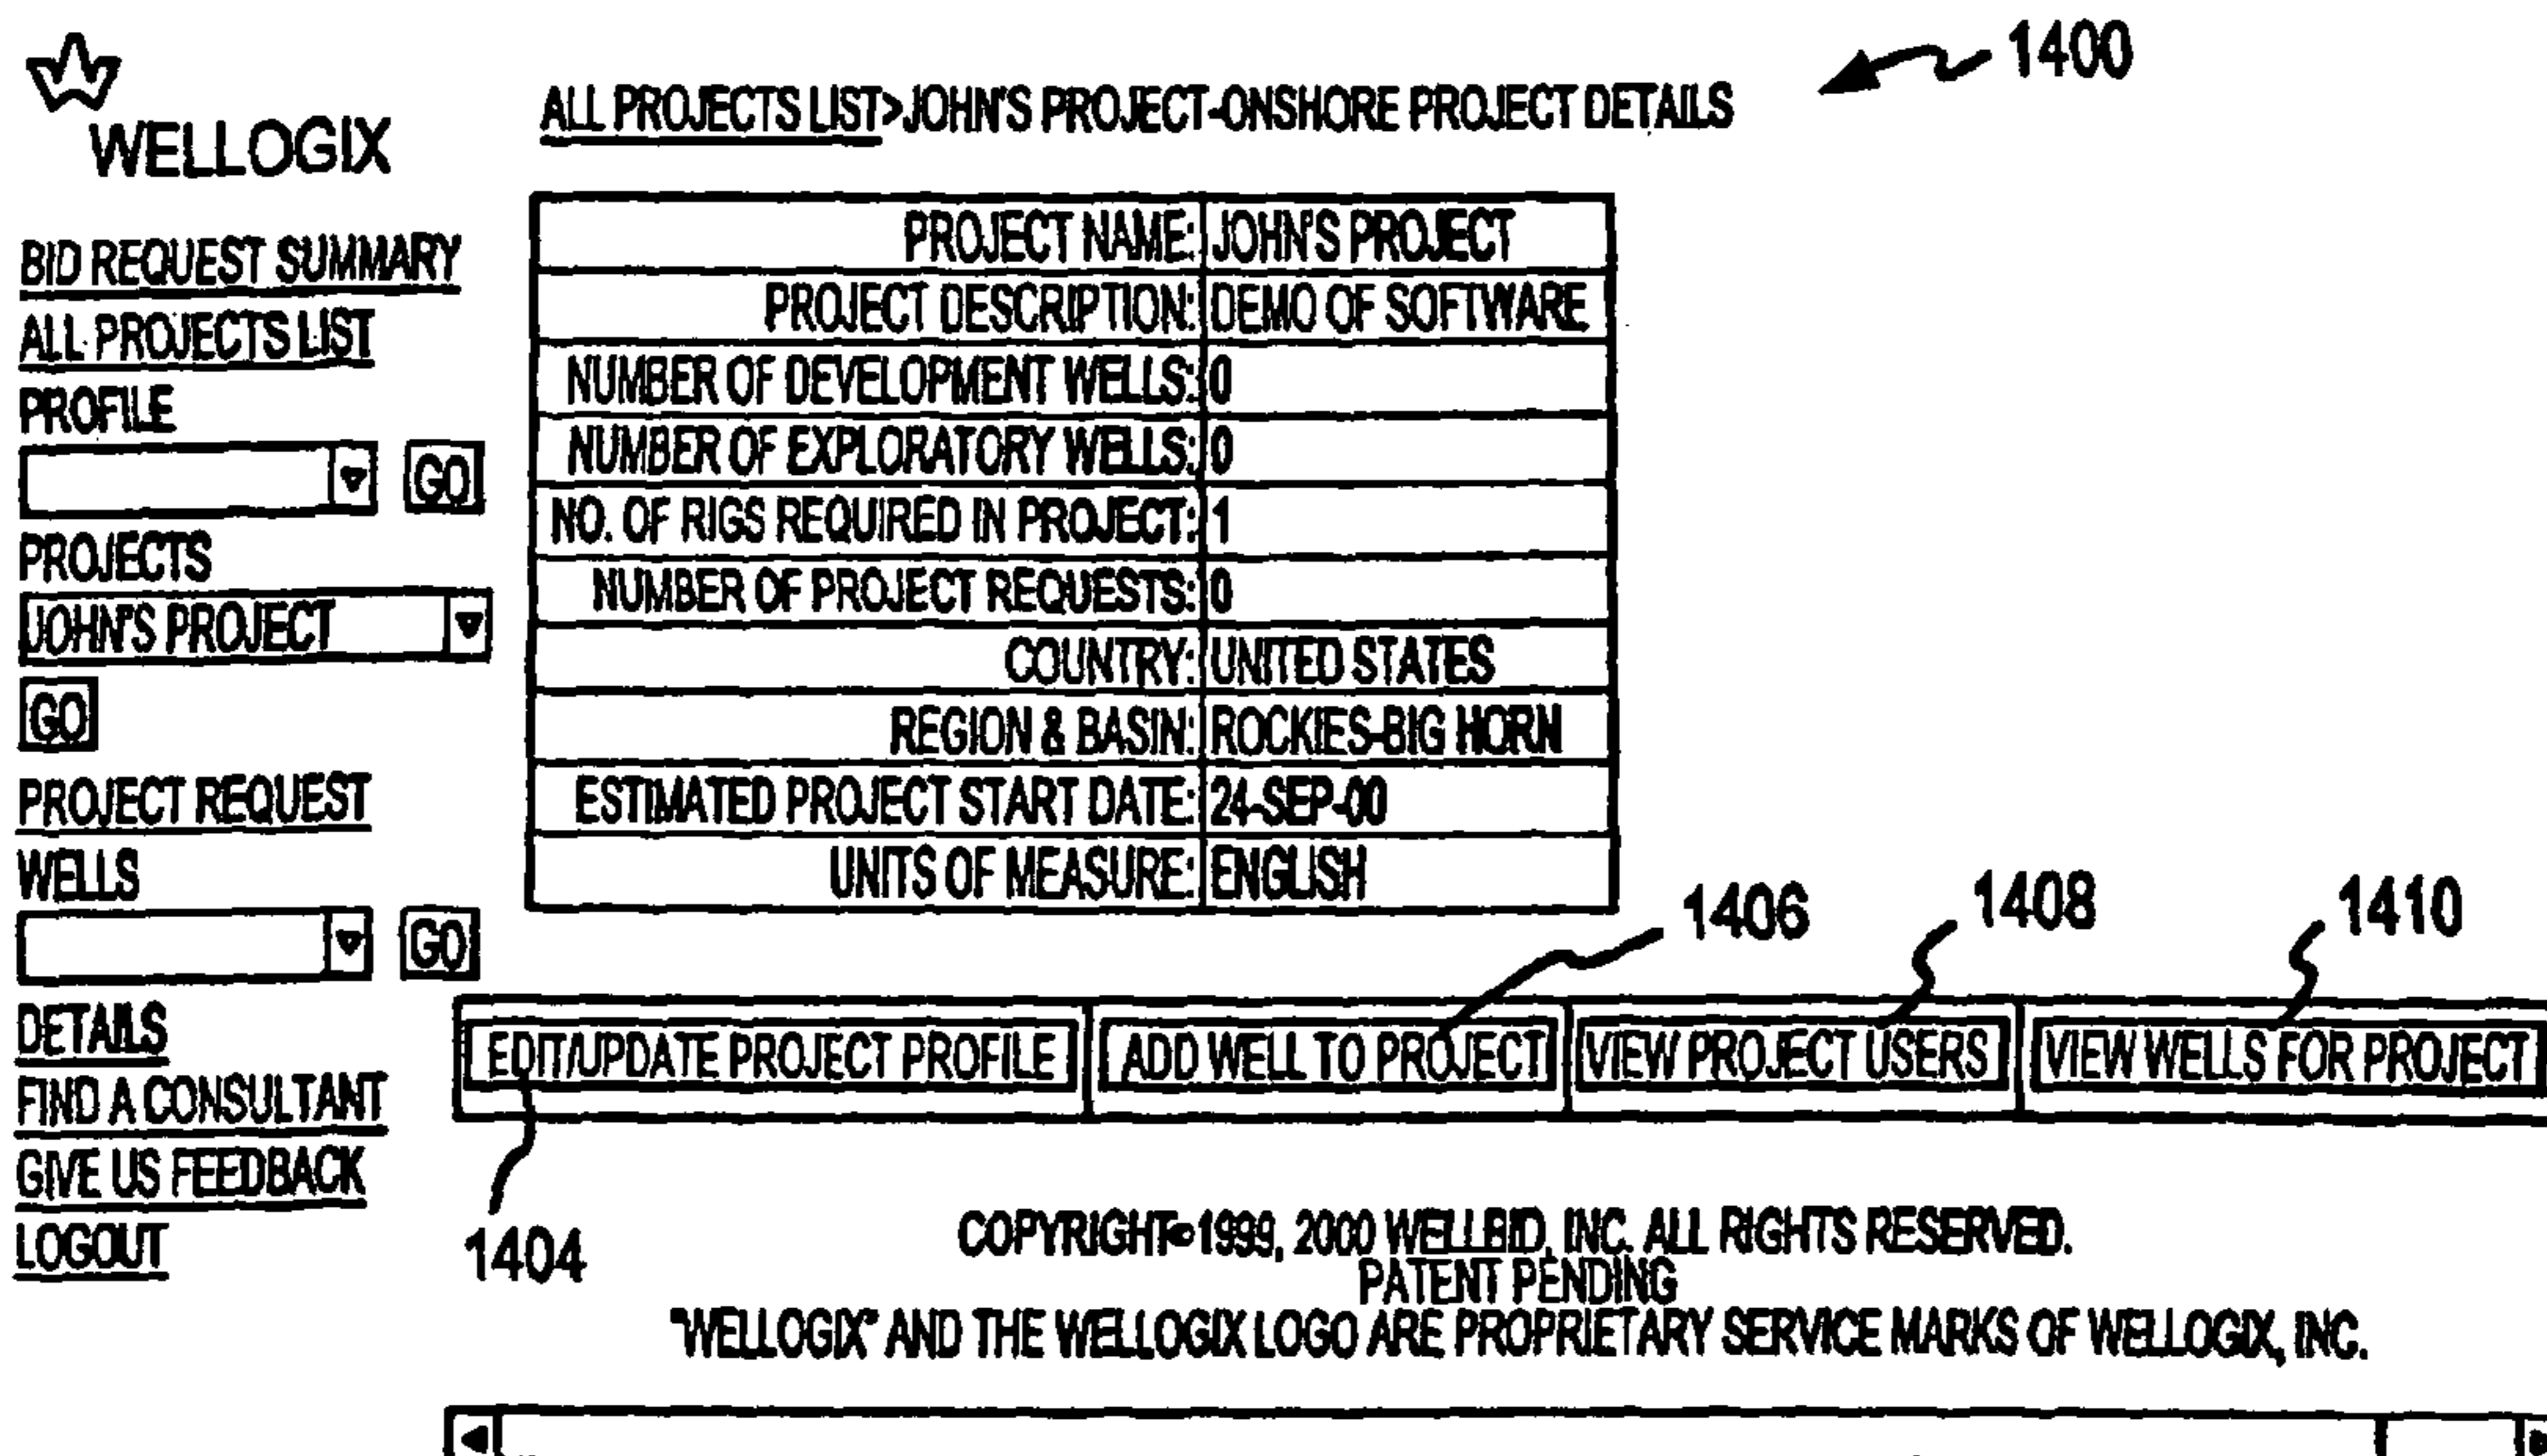 1400
WELLOGIX
ALL PROJECTS LIST>JOHN'S PROJECT-ONSHORE PROJECT DETAILS
BID REQUEST SUMMARY
ALL PROJECTS LIST
PROFILE
GO
PROJECTS
JOHN'S PROJECT
GO
PROJECT REQUEST
WELLS
GO
DETAILS
FIND A CONSULTANT
GIVE US FEEDBACK
LOGOUT
PROJECT NAME: JOHN'S PROJECT
PROJECT DESCRIPTION: DEMO OF SOFTWARE
NUMBER OF DEVELOPMENT WELLS: 0
NUMBER OF EXPLORATORY WELLS: 0
NO. OF RIGS REQUIRED IN PROJECT: 1
NUMBER OF PROJECT REQUESTS: 0
COUNTRY: UNITED STATES
REGION & BASIN: ROCKIES-BIG HORN
ESTIMATED PROJECT START DATE: 24-SEP-00
UNITS OF MEASURE: ENGLISH
1406 1408 1410
EDIT/UPDATE PROJECT PROFILE ADD WELL TO PROJECT VIEW PROJECT USERS VIEW WELLS FOR PROJECT
1404
COPYRIGHT©1999, 2000 WELLBID, INC. ALL RIGHTS RESERVED.
PATENT PENDING
"WELLOGIX" AND THE WELLOGIX LOGO ARE PROPRIETARY SERVICE MARKS OF WELLOGIX, INC.